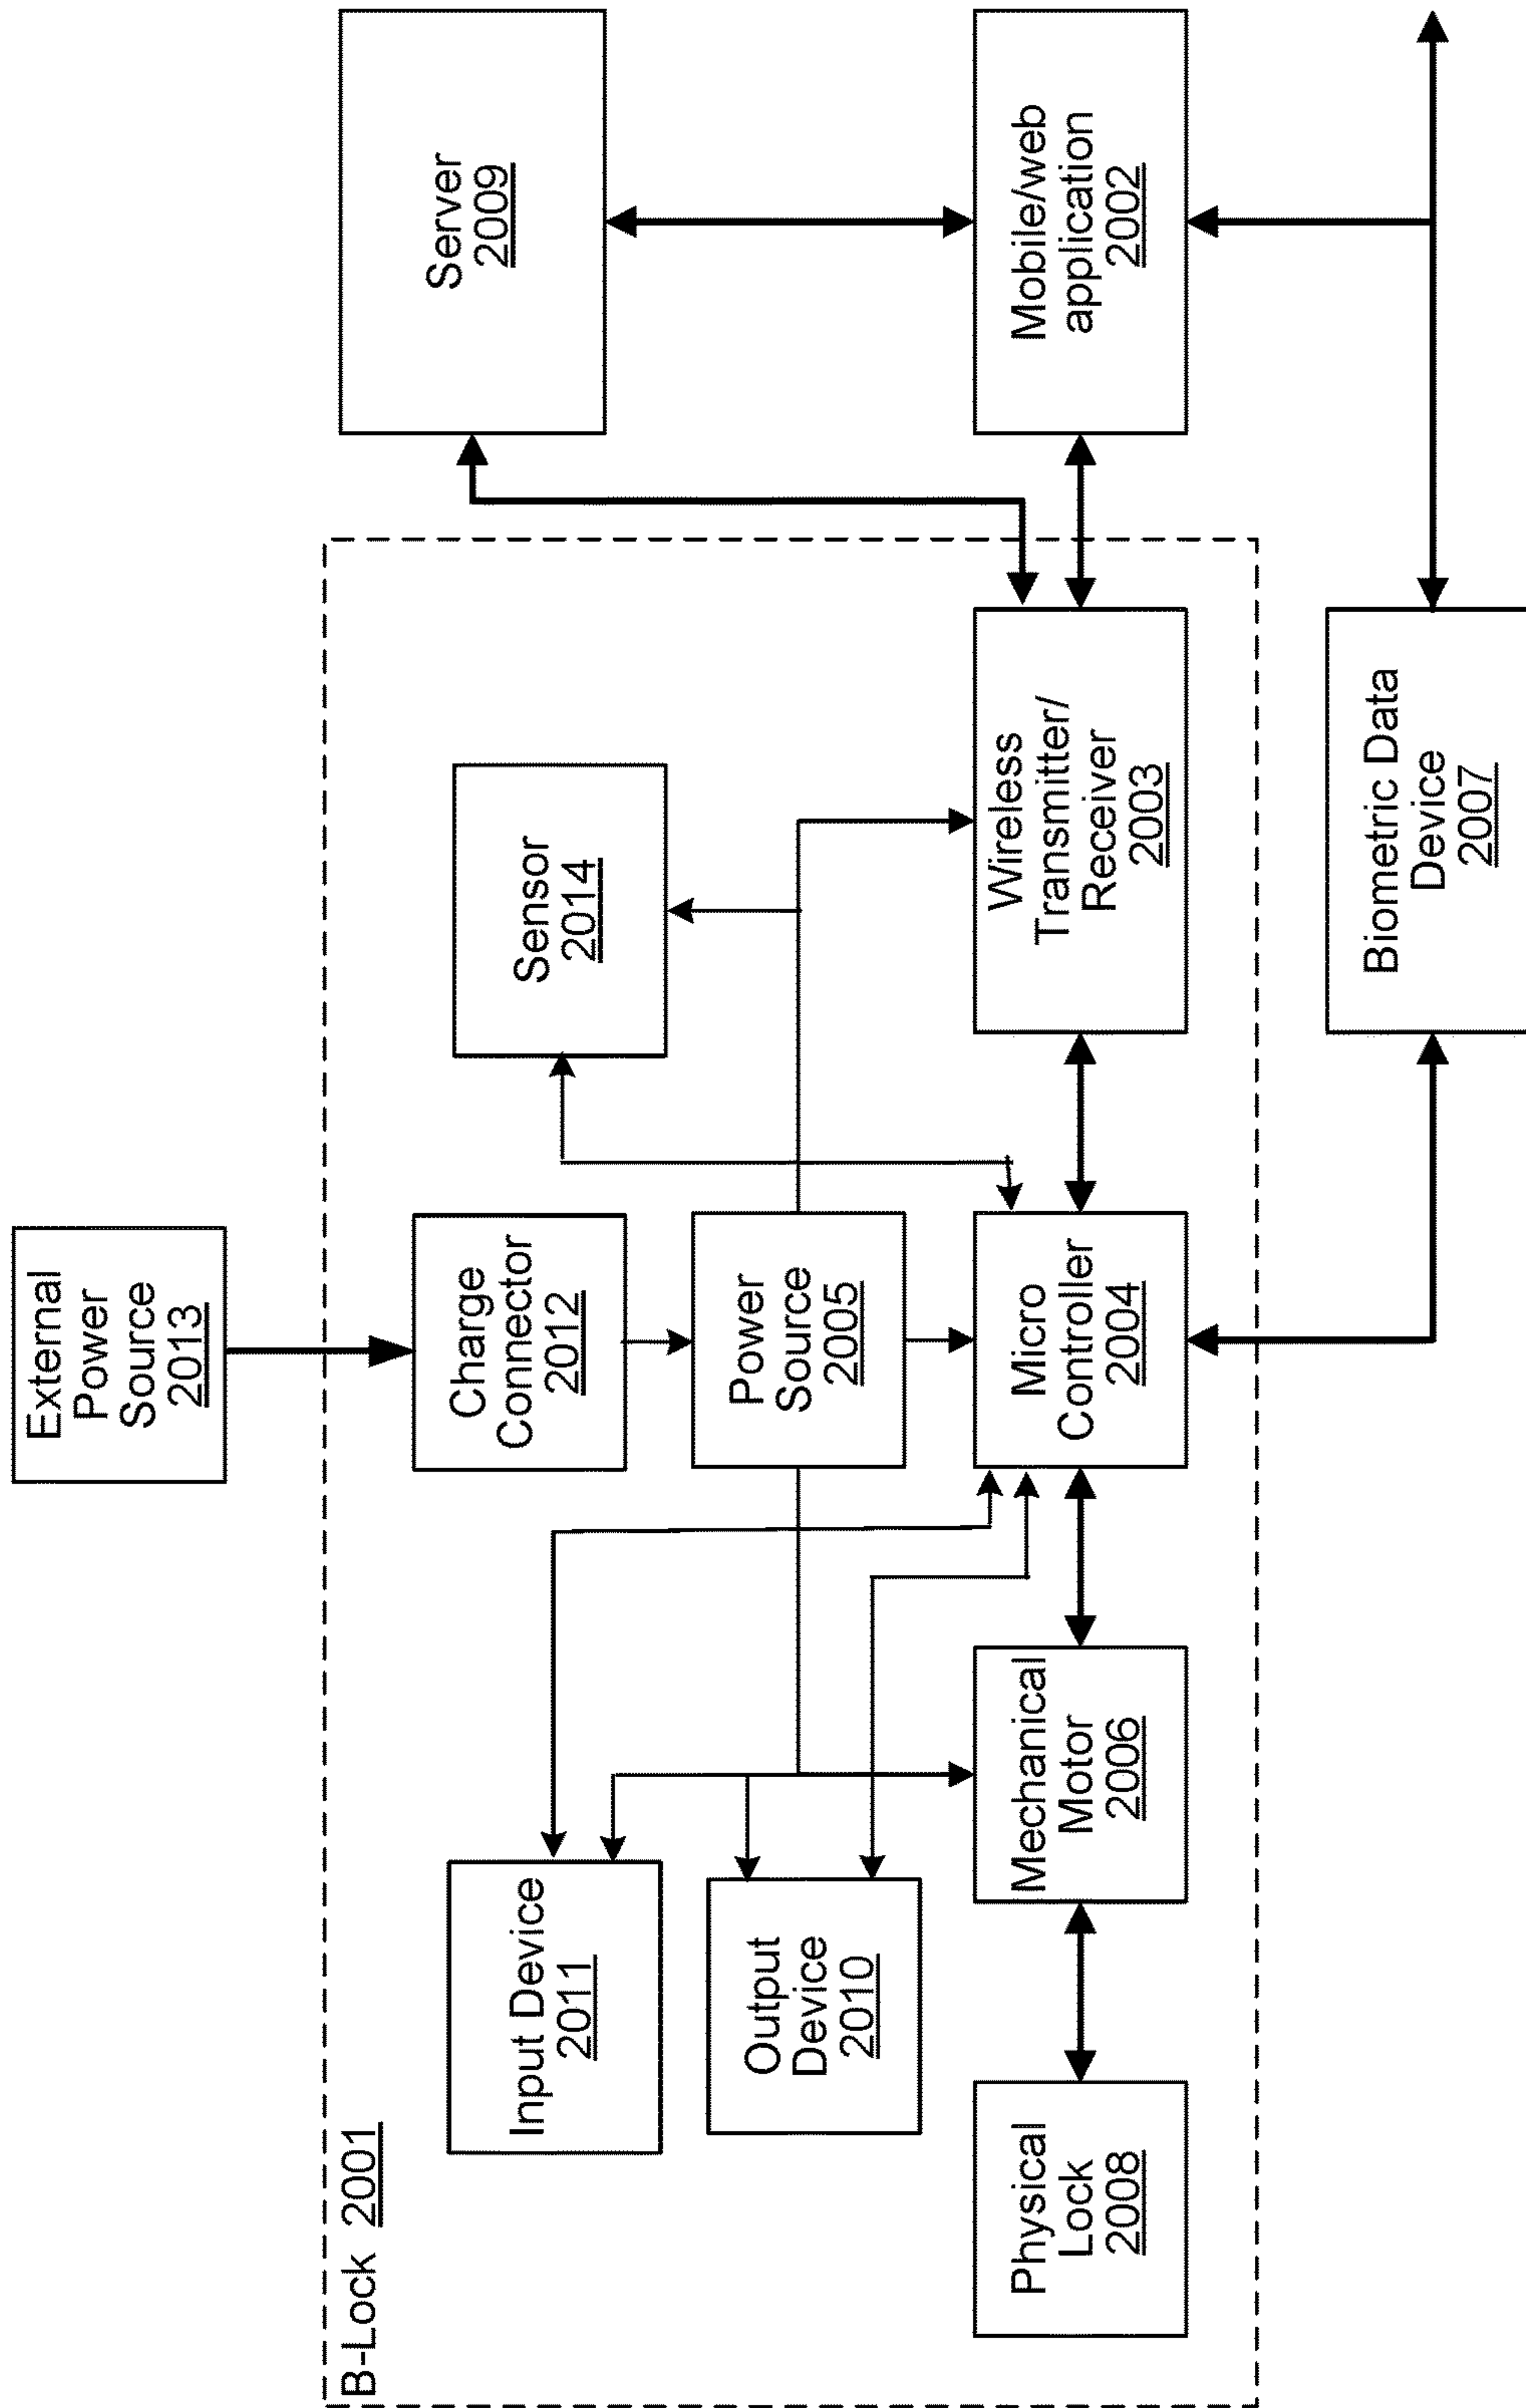 External
Power
Source
2013
B-Lock 2001
Input Device
2011
Charge
Connector
2012
Sensor
2014
Server
2009
Output
Device
2010
Power
Source
2005
Physical
Lock
2008
Mechanical
Motor
2006
Micro
Controller
2004
Wireless
Transmitter/
Receiver
2003
Mobile/web
application
2002
Biometric Data
Device
2007